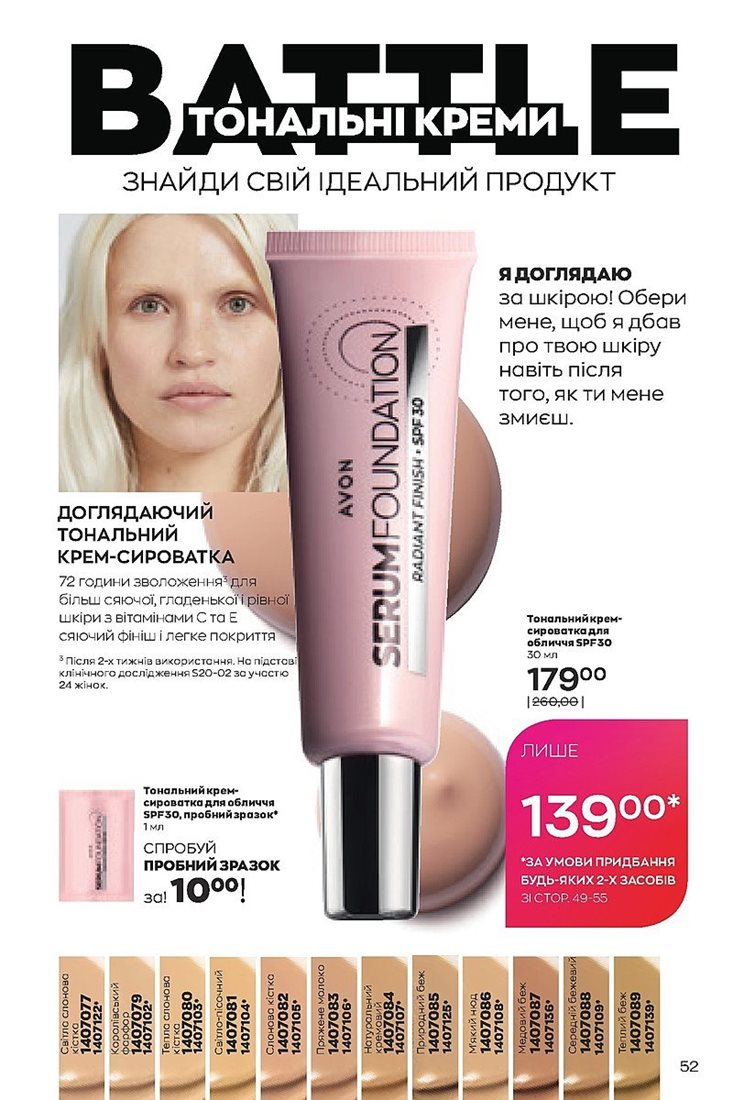 BATTLE
ТОНАЛЬНІ КРЕМИ
ЗНАЙДИ СВІЙ ІДЕАЛЬНИЙ ПРОДУКТ
Я ДОГЛЯДАЮ
за шкірою! Обери
мене, щоб я дбав
про твою шкіру
навіть після
того, як ти мене
змиєш.
AVON
SERUMFOUNDATION
RADIANT FINISH • SPF 30
ДОГЛЯДАЮЧИЙ
ТОНАЛЬНИЙ
КРЕМ-СИРОВАТКА
72 години зволоження³ для
більш сяючої, гладенької і рівної
шкіри з вітамінами С та Е
сяючий фініш і легке покриття
³ Після 2-х тижнів використання. На підставі
клінічного дослідження S20-02 за участю
24 жінок.
Тональний крем-
сироватка для
обличчя SPF30
30 мл
179⁰⁰
|260,00|
ЛИШЕ
139⁰⁰*
*ЗА УМОВИ ПРИДБАННЯ
БУДЬ-ЯКИХ 2-Х ЗАСОБІВ
ЗІ СТОР. 49-55
Тональний крем-
сироватка для обличчя
SPF30, пробний зразок*
1 мл
СПРОБУЙ
ПРОБНИЙ ЗРАЗОК
за! 10⁰⁰!
SERUMFOUNDATION
Світло слонова
кістка
1407077
1407122*
Королівський
фарфор
1407079
1407102*
Тепло слонова
кістка
1407080
1407103*
Світло-пісочний
1407081
1407104*
Слонова кістка
1407082
1407105*
Пряжене молоко
1407083
1407106*
Натуральний
кремовий
1407084
1407107*
Природний беж
1407085
1407125*
М'який нюд
1407086
1407108*
Медовий беж
1407087
1407136*
Середній бежевий
1407088
1407109*
Теплий беж
1407089
1407139*
52